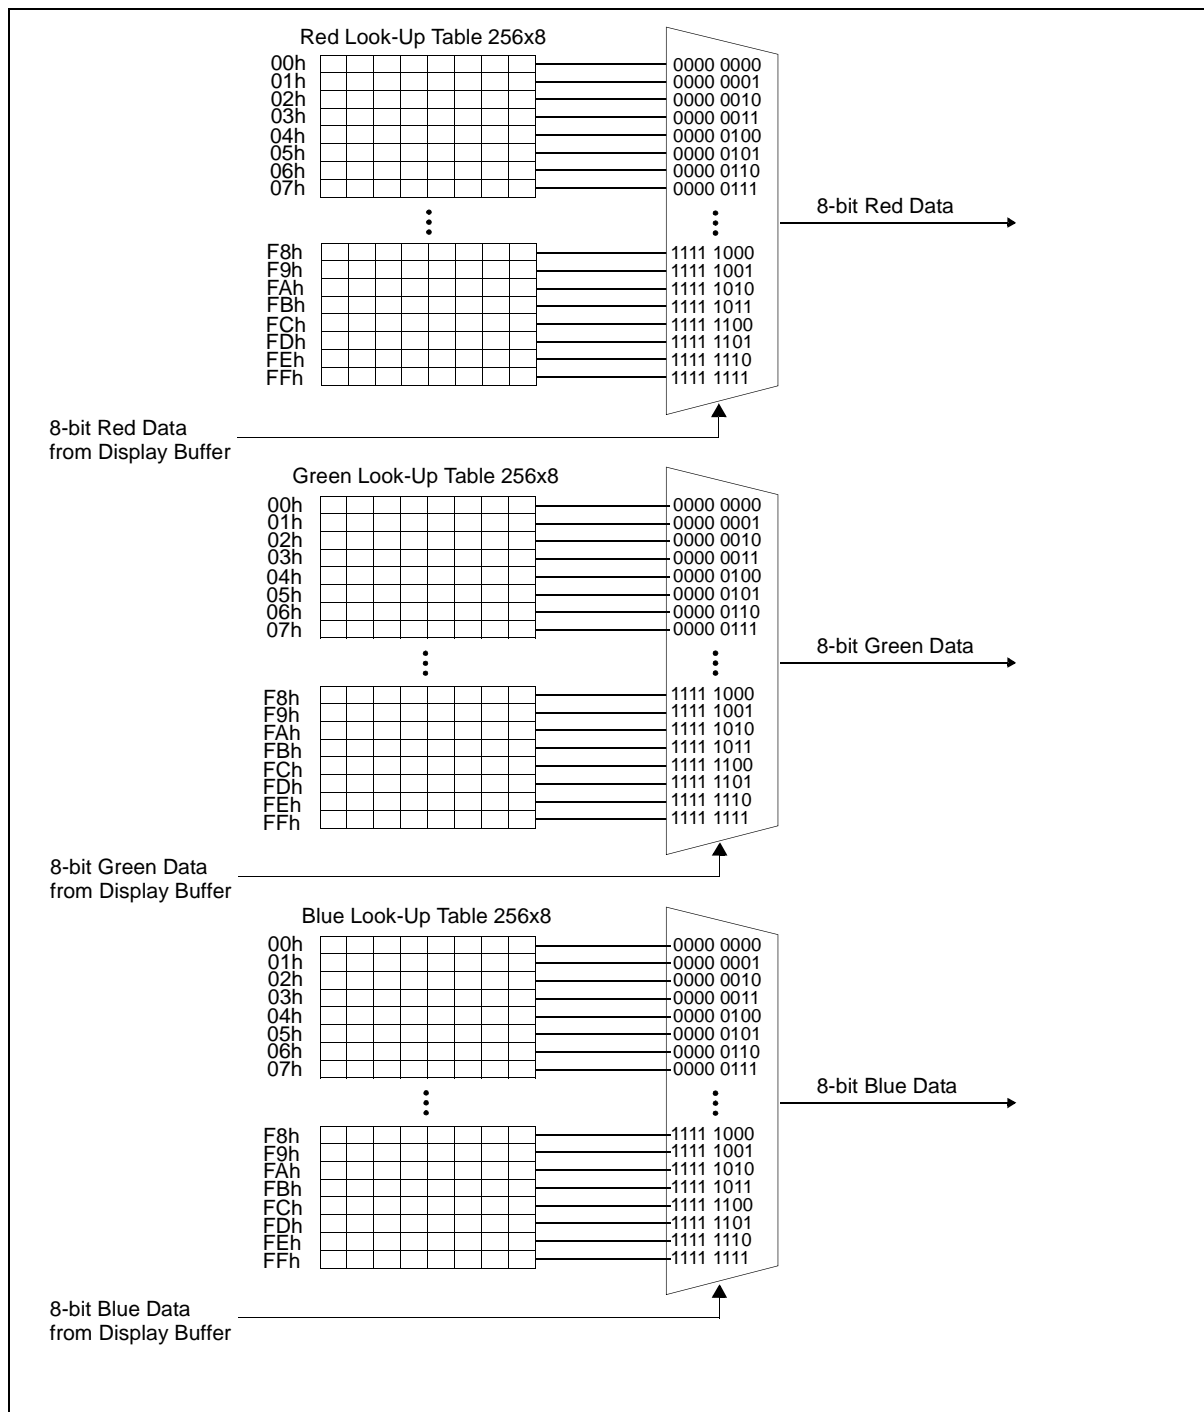 Red Look-Up Table 256x8
00h 0000 0000
01h 0000 0001
02h 0000 0010
03h 0000 0011
04h 0000 0100
05h 0000 0101
06h 0000 0110
07h 0000 0111
8-bit Red Data
F8h 1111 1000
F9h 1111 1001
FAh 1111 1010
FBh 1111 1011
FCh 1111 1100
FDh 1111 1101
FEh 1111 1110
FFh 1111 1111
8-bit Red Data
from Display Buffer
Green Look-Up Table 256x8
00h 0000 0000
01h 0000 0001
02h 0000 0010
03h 0000 0011
04h 0000 0100
05h 0000 0101
06h 0000 0110
07h 0000 0111
8-bit Green Data
F8h 1111 1000
F9h 1111 1001
FAh 1111 1010
FBh 1111 1011
FCh 1111 1100
FDh 1111 1101
FEh 1111 1110
FFh 1111 1111
8-bit Green Data
from Display Buffer
Blue Look-Up Table 256x8
00h 0000 0000
01h 0000 0001
02h 0000 0010
03h 0000 0011
04h 0000 0100
05h 0000 0101
06h 0000 0110
07h 0000 0111
8-bit Blue Data
F8h 1111 1000
F9h 1111 1001
FAh 1111 1010
FBh 1111 1011
FCh 1111 1100
FDh 1111 1101
FEh 1111 1110
FFh 1111 1111
8-bit Blue Data
from Display Buffer